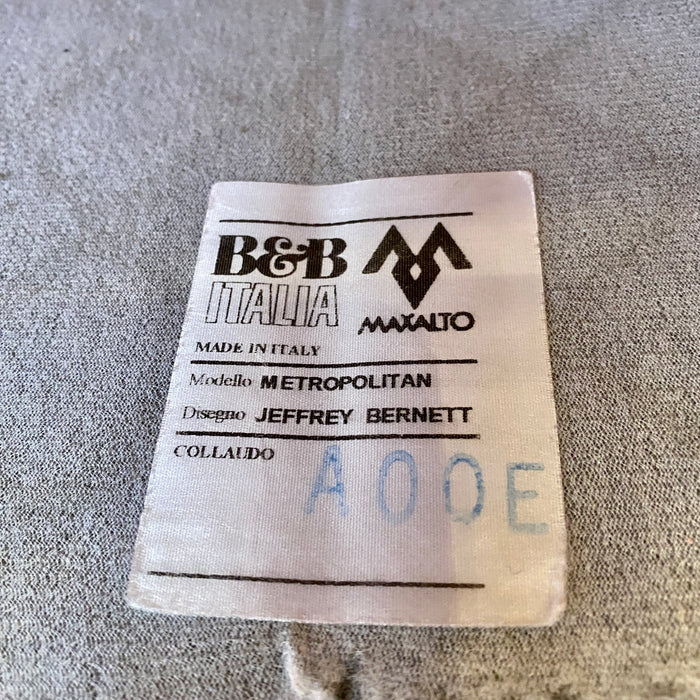 B&B
ITALIA
MAXALTO
MADE IN ITALY
Modello METROPOLITAN
Disegno JEFFREY BERNETT
COLLAUDO
A00E